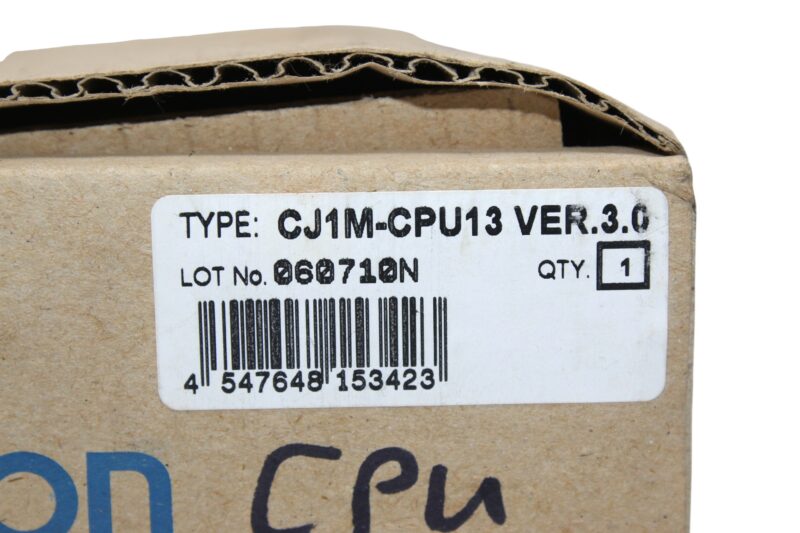 TYPE: CJ1M-CPU13 VER.3.0
LOT No. 060710N QTY. 1
4 547648 153423
on CPU